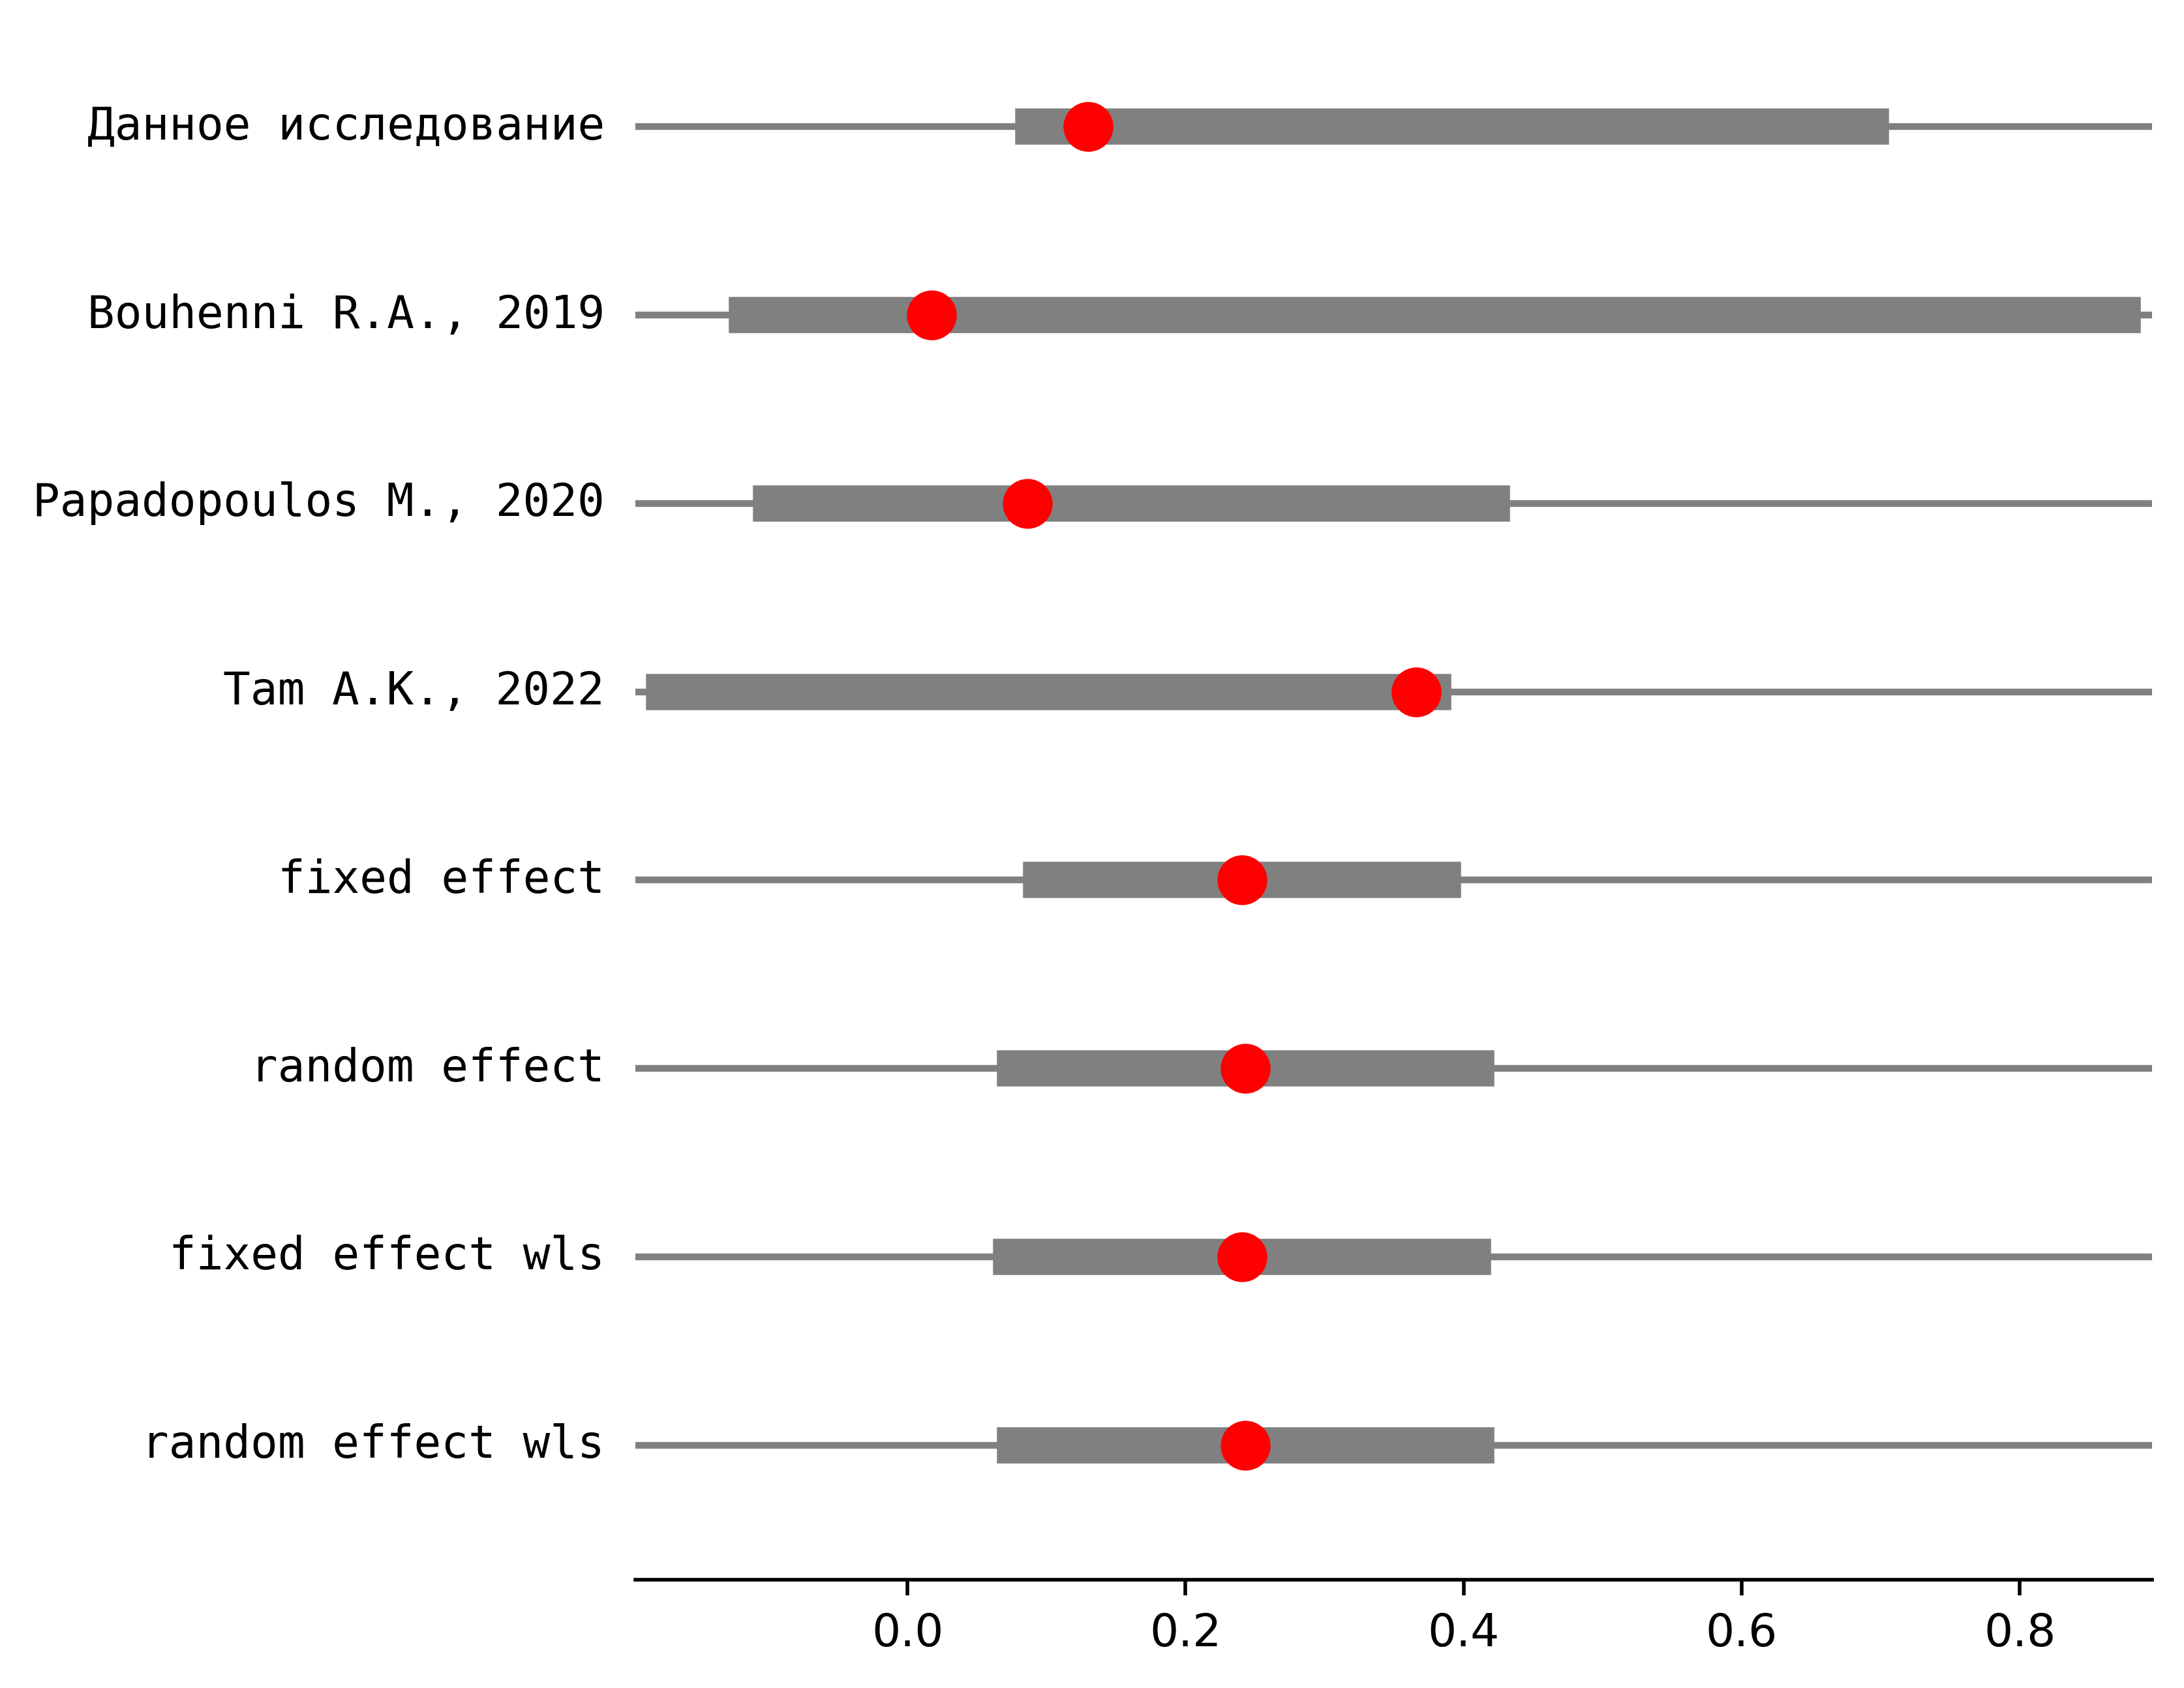 Данное исследование
Bouhenni R.A., 2019
Papadopoulos M., 2020
Tam A.K., 2022
fixed effect
random effect
fixed effect wls
random effect wls
0.0 0.2 0.4 0.6 0.8